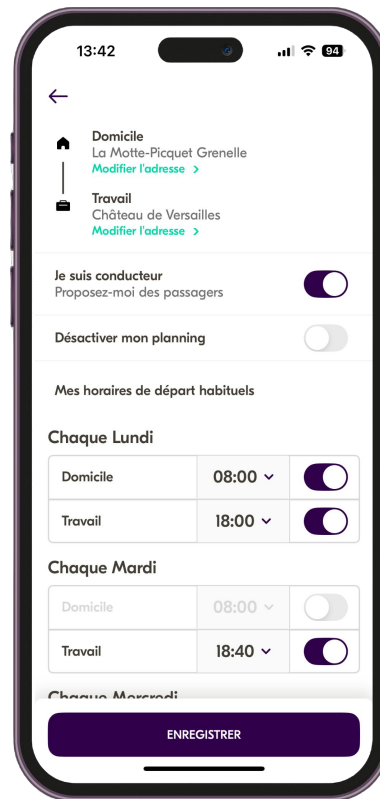 13:42
94
Domicile
La Motte-Picquet Grenelle
Modifier l'adresse >
Travail
Château de Versailles
Modifier l'adresse >
Je suis conducteur
Proposez-moi des passagers
Désactiver mon planning
Mes horaires de départ habituels
Chaque Lundi
Domicile 08:00
Travail 18:00
Chaque Mardi
Domicile 08:00
Travail 18:40
Chaque Mercredi
ENREGISTRER